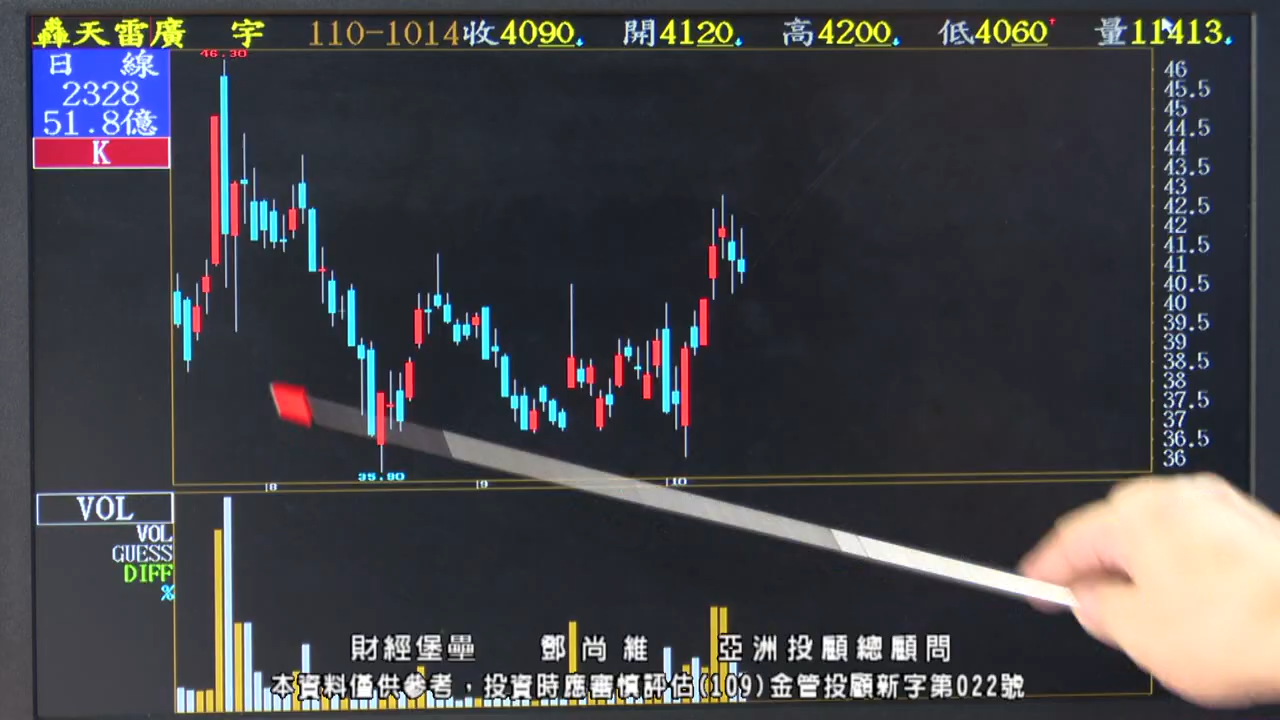 轟天雷廣 宇 110-1014收4090↓ 開4120↓ 高4200↓ 低4060↑ 量11413↓
日 線
2328
51.8億
K
46.30
46
45.5
45
44.5
44
43.5
43
42.5
42
41.5
41
40.5
40
39.5
39
38.5
38
37.5
37
36.5
36
35.90
8 9 10
VOL
VOL
GUESS
DIFF
%
財經堡壘 鄧尚維 亞洲投顧總顧問
本資料僅供參考，投資時應審慎評估(109)金管投顧新字第022號